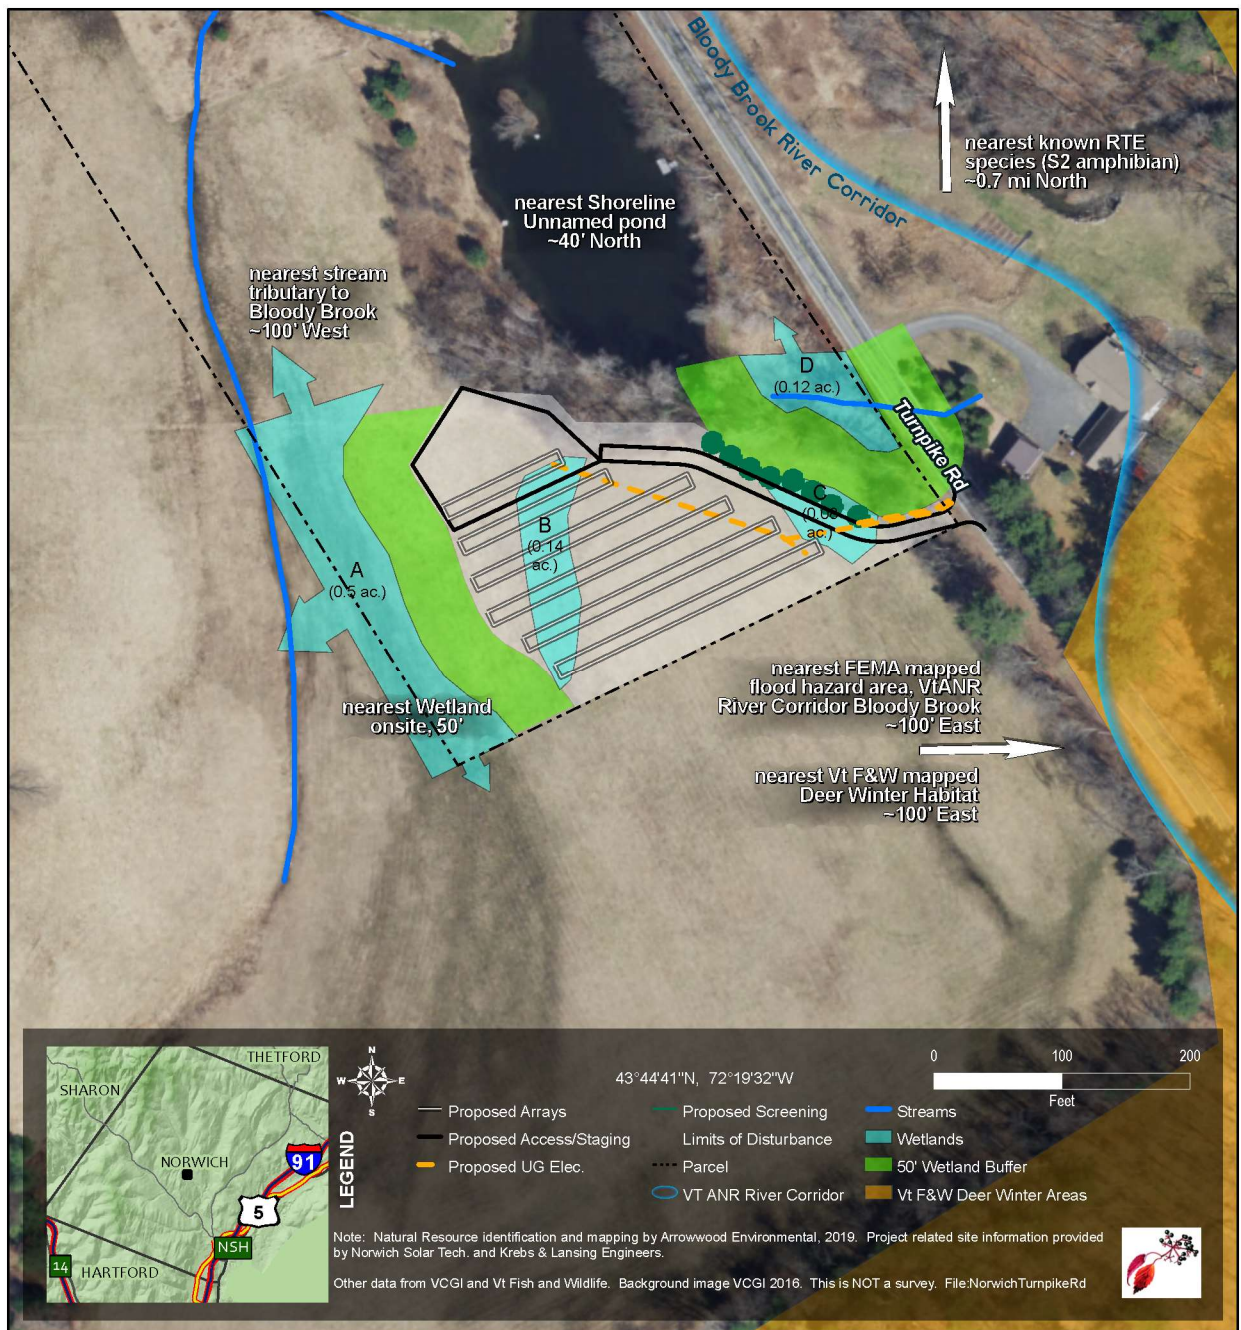 Bloody Brook River Corridor
nearest known RTE
species (S2 amphibian)
~0.7 mi North
nearest Shoreline
Unnamed pond
~40' North
nearest stream
tributary to
Bloody Brook
~100' West
D
(0.12 ac.)
Turnpike Rd
C
ac.)
B
(0.14
ac.)
A
(0.5 ac.)
nearest Wetland
onsite, 50'
nearest FEMA mapped
flood hazard area, VtANR
River Corridor Bloody Brook
~100' East
nearest Vt F&W mapped
Deer Winter Habitat
~100' East
THETFORD
SHARON
NORWICH
91
5
NSH
14
HARTFORD
N
W E
S
43°44'41"N, 72°19'32"W
0 100 200
Feet
LEGEND
Proposed Arrays
Proposed Access/Staging
Proposed UG Elec.
Proposed Screening
Limits of Disturbance
Parcel
VT ANR River Corridor
Streams
Wetlands
50' Wetland Buffer
Vt F&W Deer Winter Areas
Note: Natural Resource identification and mapping by Arrowwood Environmental, 2019. Project related site information provided
by Norwich Solar Tech. and Krebs & Lansing Engineers.
Other data from VCGI and Vt Fish and Wildlife. Background image VCGI 2016. This is NOT a survey. File:NorwichTurnpikeRd